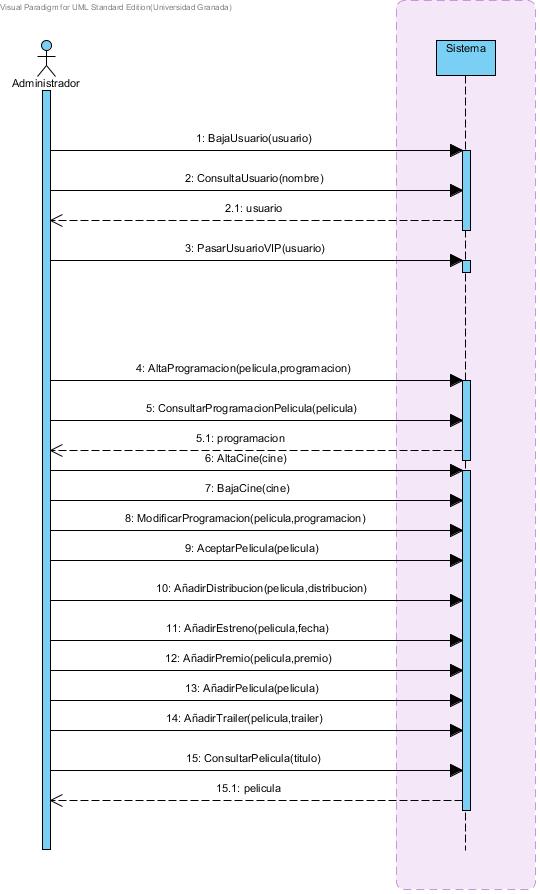 Visual Paradigm for UML Standard Edition(Universidad Granada)
Sistema
Administrador
1: BajaUsuario(usuario)
2: ConsultaUsuario(nombre)
2.1: usuario
3: PasarUsuarioVIP(usuario)
4: AltaProgramacion(pelicula,programacion)
5: ConsultarProgramacionPelicula(pelicula)
5.1: programacion
6: AltaCine(cine)
7: BajaCine(cine)
8: ModificarProgramacion(pelicula,programacion)
9: AceptarPelicula(pelicula)
10: AñadirDistribucion(pelicula,distribucion)
11: AñadirEstreno(pelicula,fecha)
12: AñadirPremio(pelicula,premio)
13: AñadirPelicula(pelicula)
14: AñadirTrailer(pelicula,trailer)
15: ConsultarPelicula(titulo)
15.1: pelicula